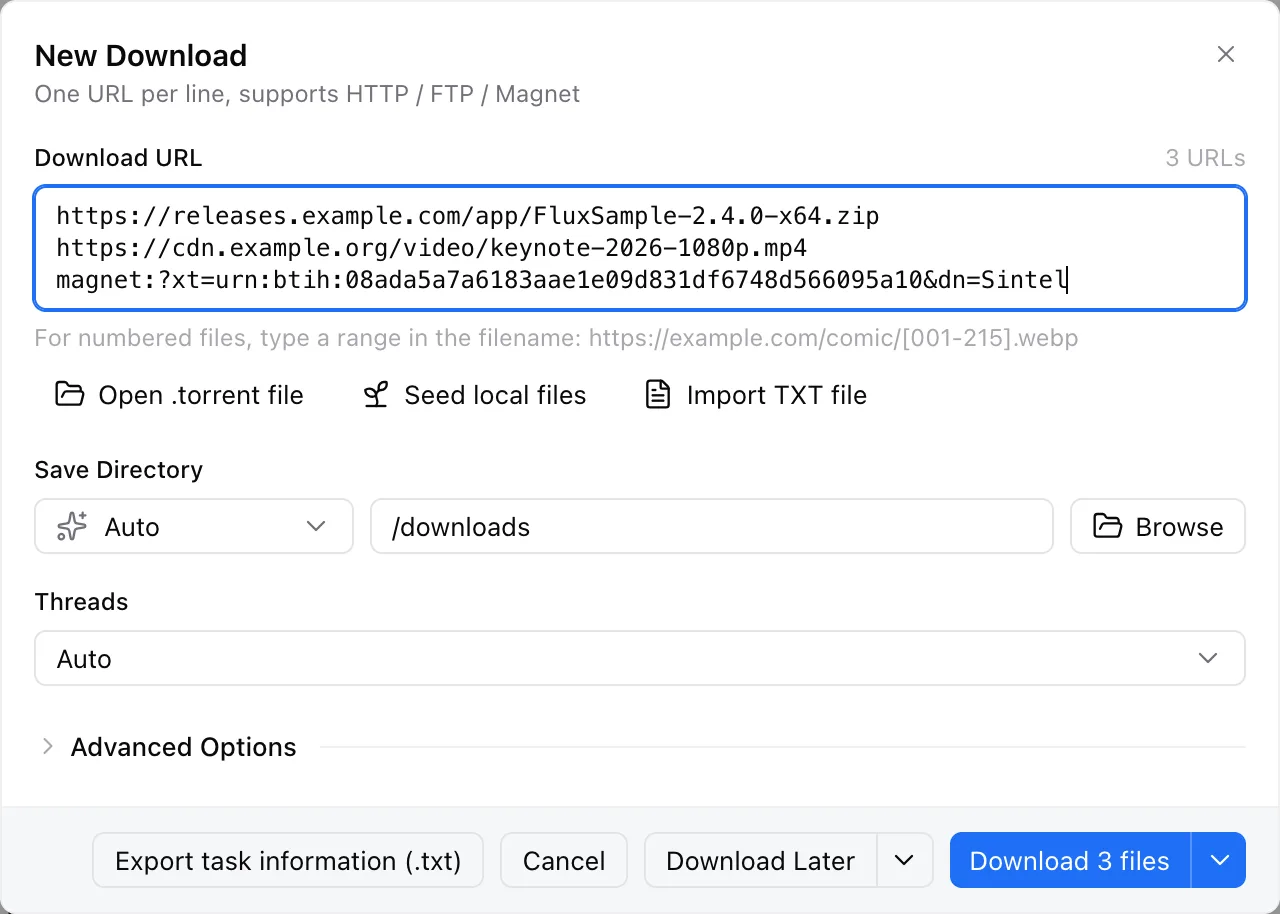 New Download
One URL per line, supports HTTP / FTP / Magnet
Download URL
3 URLs
https://releases.example.com/app/FluxSample-2.4.0-x64.zip
https://cdn.example.org/video/keynote-2026-1080p.mp4
magnet:?xt=urn:btih:08ada5a7a6183aae1e09d831df6748d566095a10&dn=Sintel
For numbered files, type a range in the filename: https://example.com/comic/[001-215].webp
Open .torrent file
Seed local files
Import TXT file
Save Directory
Auto
/downloads
Browse
Threads
Auto
Advanced Options
Export task information (.txt)
Cancel
Download Later
Download 3 files